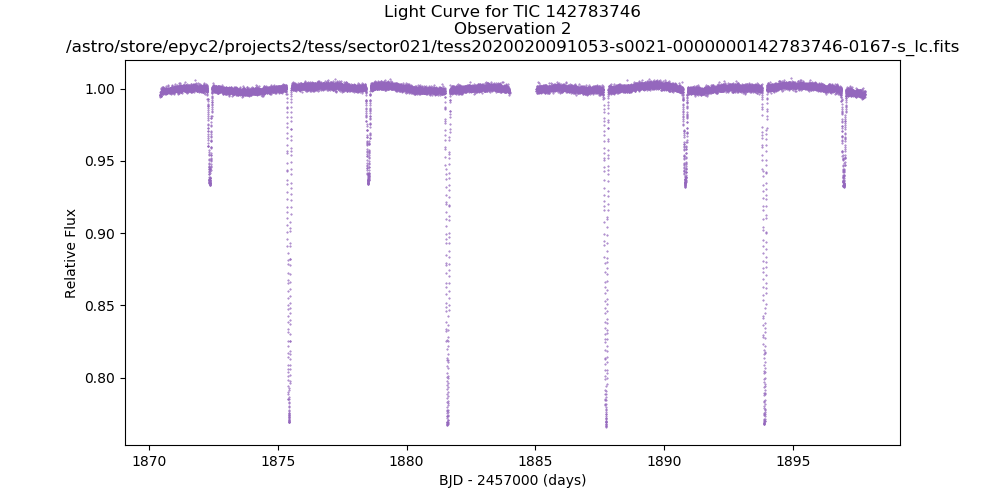 Light Curve for TIC 142783746
Observation 2
/astro/store/epyc2/projects2/tess/sector021/tess2020020091053-s0021-0000000142783746-0167-s_lc.fits
1.00
0.95
0.90
0.85
0.80
Relative Flux
1870
1875
1880
1885
1890
1895
BJD - 2457000 (days)